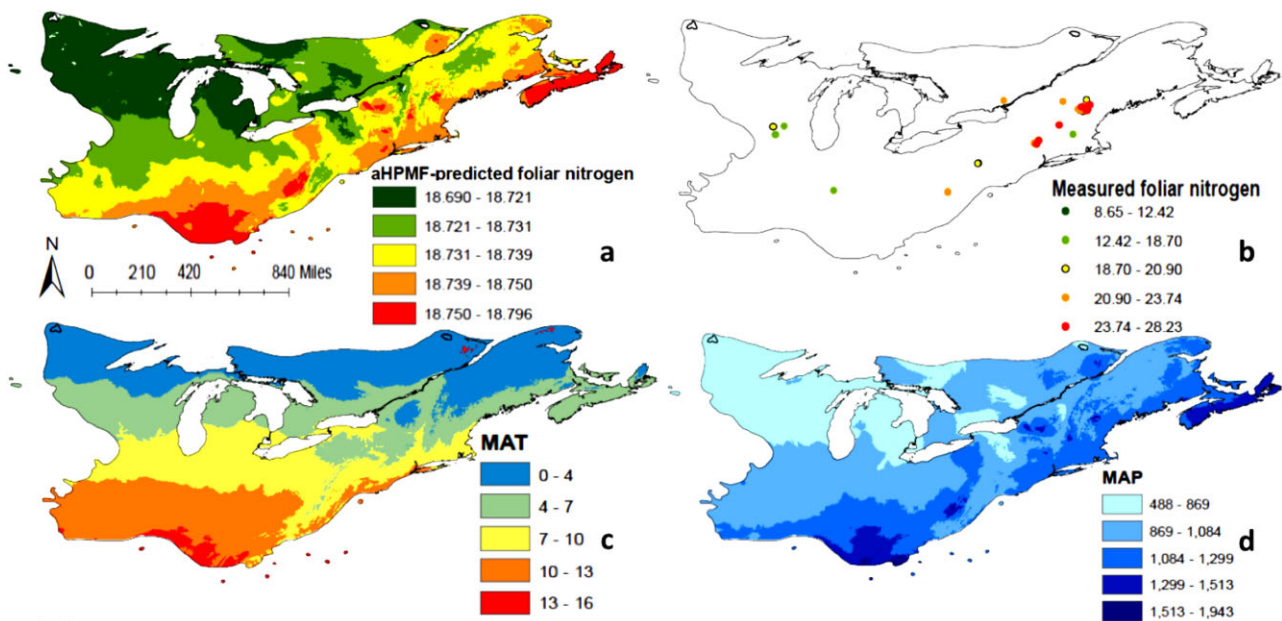 aHPMF-predicted foliar nitrogen
18.690 - 18.721
18.721 - 18.731
18.731 - 18.739
18.739 - 18.750
18.750 - 18.796
a
N
0 210 420 840 Miles
Measured foliar nitrogen
8.65 - 12.42
12.42 - 18.70
18.70 - 20.90
20.90 - 23.74
23.74 - 28.23
b
MAT
0 - 4
4 - 7
7 - 10
10 - 13
13 - 16
c
MAP
488 - 869
869 - 1,084
1,084 - 1,299
1,299 - 1,513
1,513 - 1,943
d